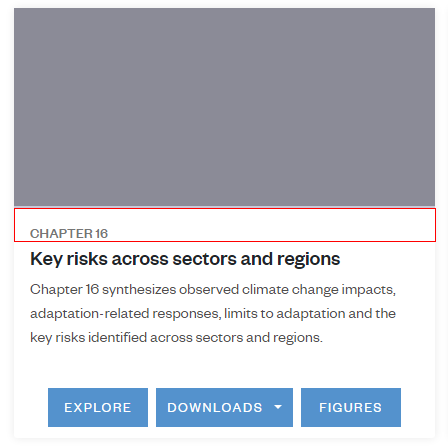 CHAPTER 16
Key risks across sectors and regions
Chapter 16 synthesizes observed climate change impacts,
adaptation-related responses, limits to adaptation and the
key risks identified across sectors and regions.
EXPLORE
DOWNLOADS
FIGURES